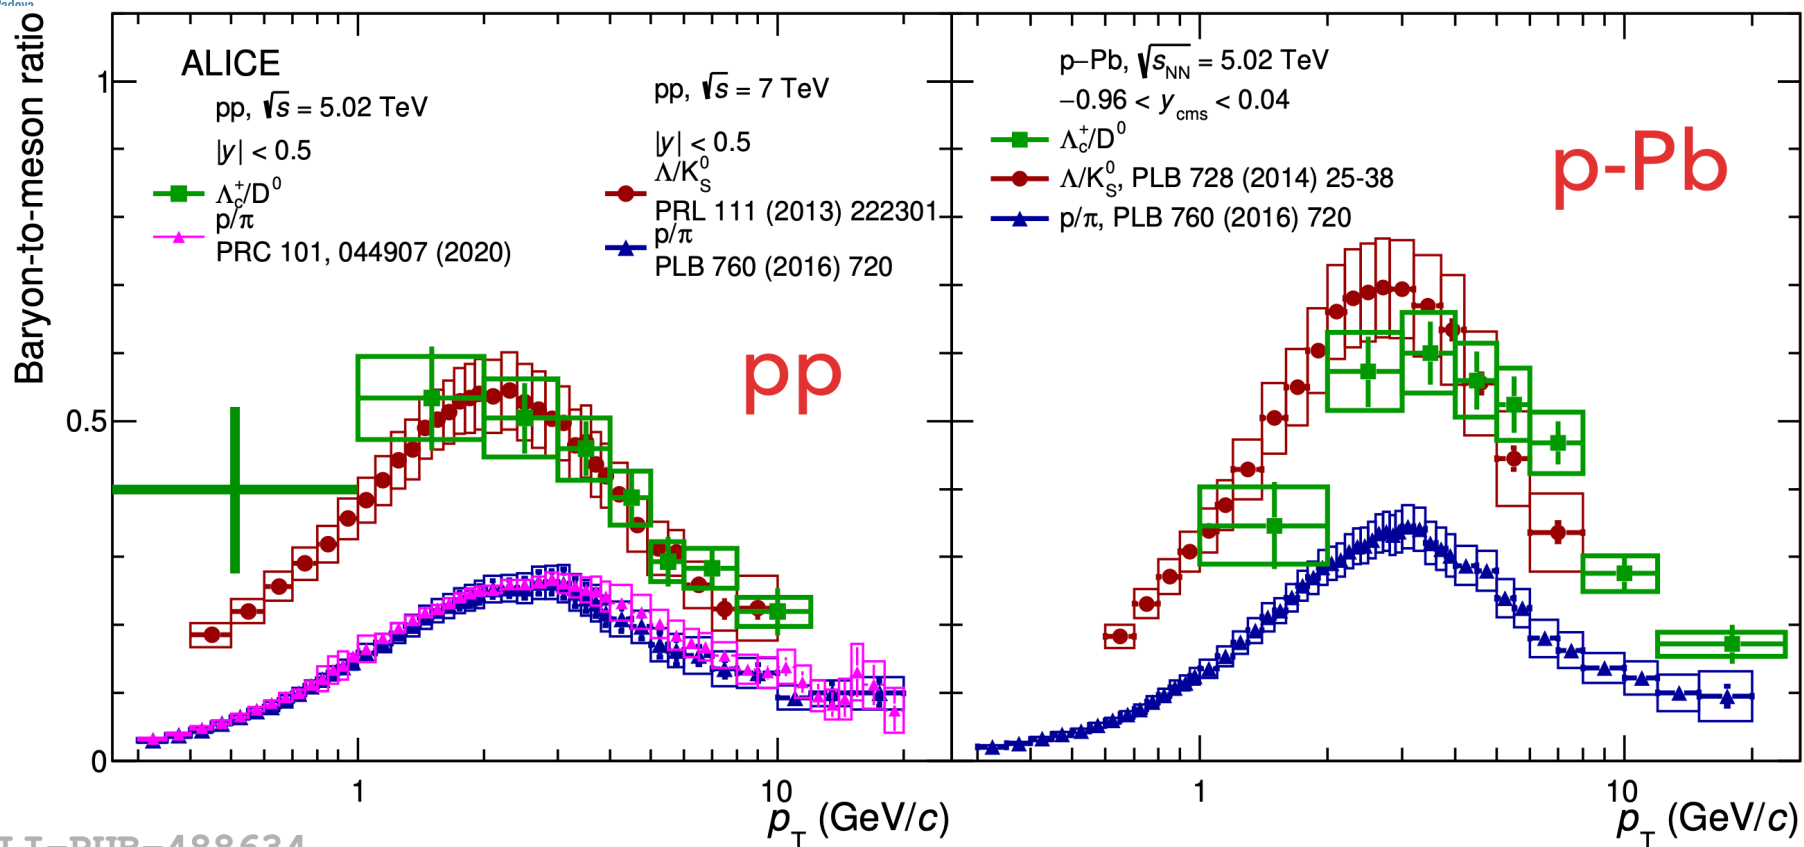 Padova
Baryon-to-meson ratio
ALICE
pp, √s = 5.02 TeV
|y| < 0.5
Λc+/D0
p/π
PRC 101, 044907 (2020)
pp, √s = 7 TeV
|y| < 0.5
Λ/K0S
PRL 111 (2013) 222301
p/π
PLB 760 (2016) 720
pp
1
0.5
0
1
10
pT (GeV/c)
p−Pb, √sNN = 5.02 TeV
−0.96 < ycms < 0.04
Λc+/D0
Λ/K0S, PLB 728 (2014) 25-38
p/π, PLB 760 (2016) 720
p-Pb
1
10
pT (GeV/c)